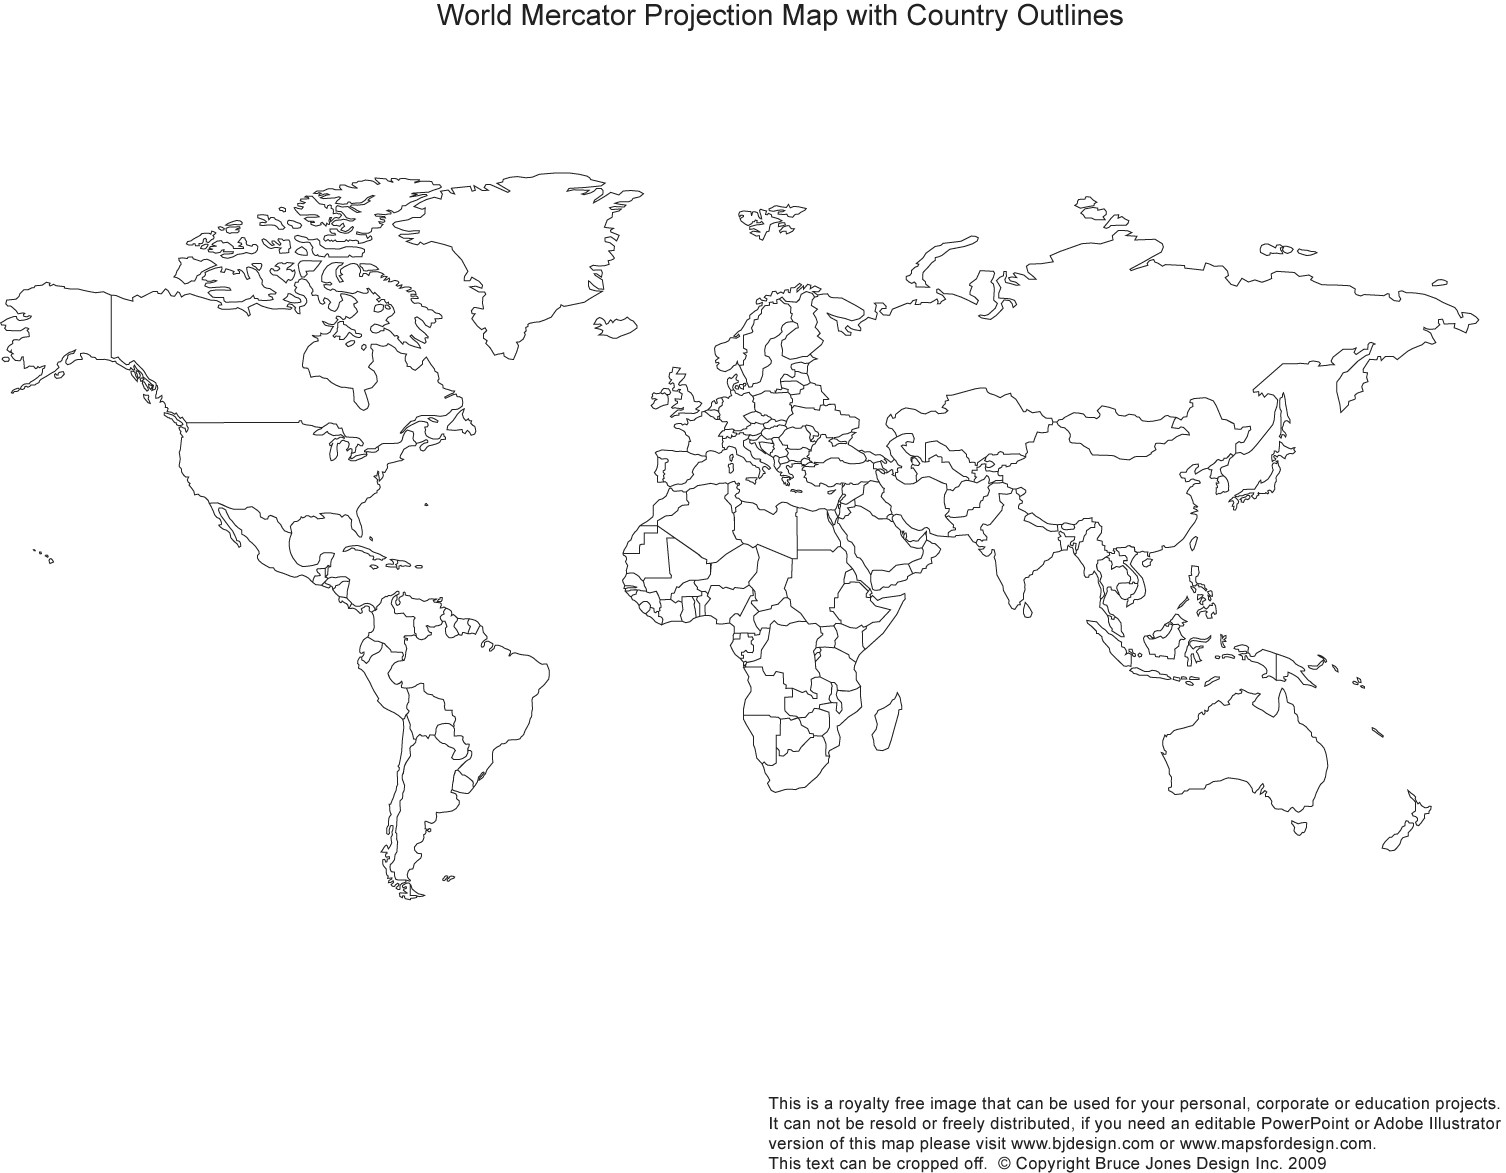 World Mercator Projection Map with Country Outlines
This is a royalty free image that can be used for your personal, corporate or education projects.
It can not be resold or freely distributed, if you need an editable PowerPoint or Adobe Illustrator
version of this map please visit www.bjdesign.com or www.mapsfordesign.com.
This text can be cropped off.  © Copyright Bruce Jones Design Inc. 2009